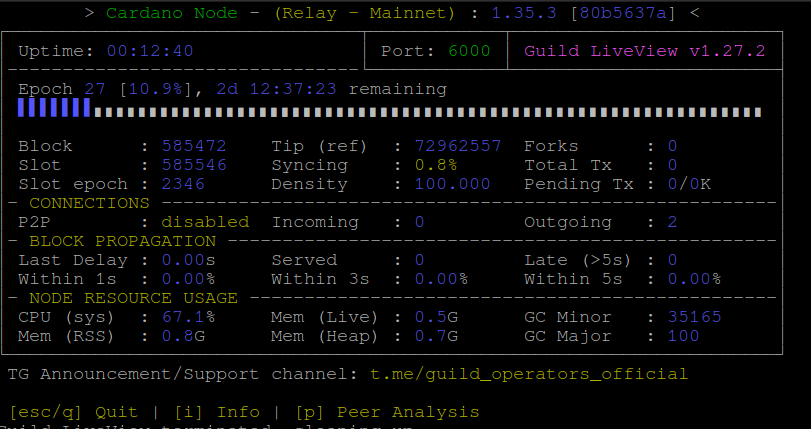 > Cardano Node - (Relay - Mainnet) : 1.35.3 [80b5637a] <
Uptime: 00:12:40 Port: 6000 Guild LiveView v1.27.2
Epoch 27 [10.9%], 2d 12:37:23 remaining
Block : 585472 Tip (ref) : 72962557 Forks : 0
Slot : 585546 Syncing : 0.8% Total Tx : 0
Slot epoch : 2346 Density : 100.000 Pending Tx : 0/0K
- CONNECTIONS
P2P : disabled Incoming : 0 Outgoing : 2
- BLOCK PROPAGATION
Last Delay : 0.00s Served : 0 Late (>5s) : 0
Within 1s : 0.00% Within 3s : 0.00% Within 5s : 0.00%
- NODE RESOURCE USAGE
CPU (sys) : 67.1% Mem (Live) : 0.5G GC Minor : 35165
Mem (RSS) : 0.8G Mem (Heap) : 0.7G GC Major : 100
TG Announcement/Support channel: t.me/guild_operators_official
[esc/q] Quit | [i] Info | [p] Peer Analysis
Guild LiveView terminated, cleaning up